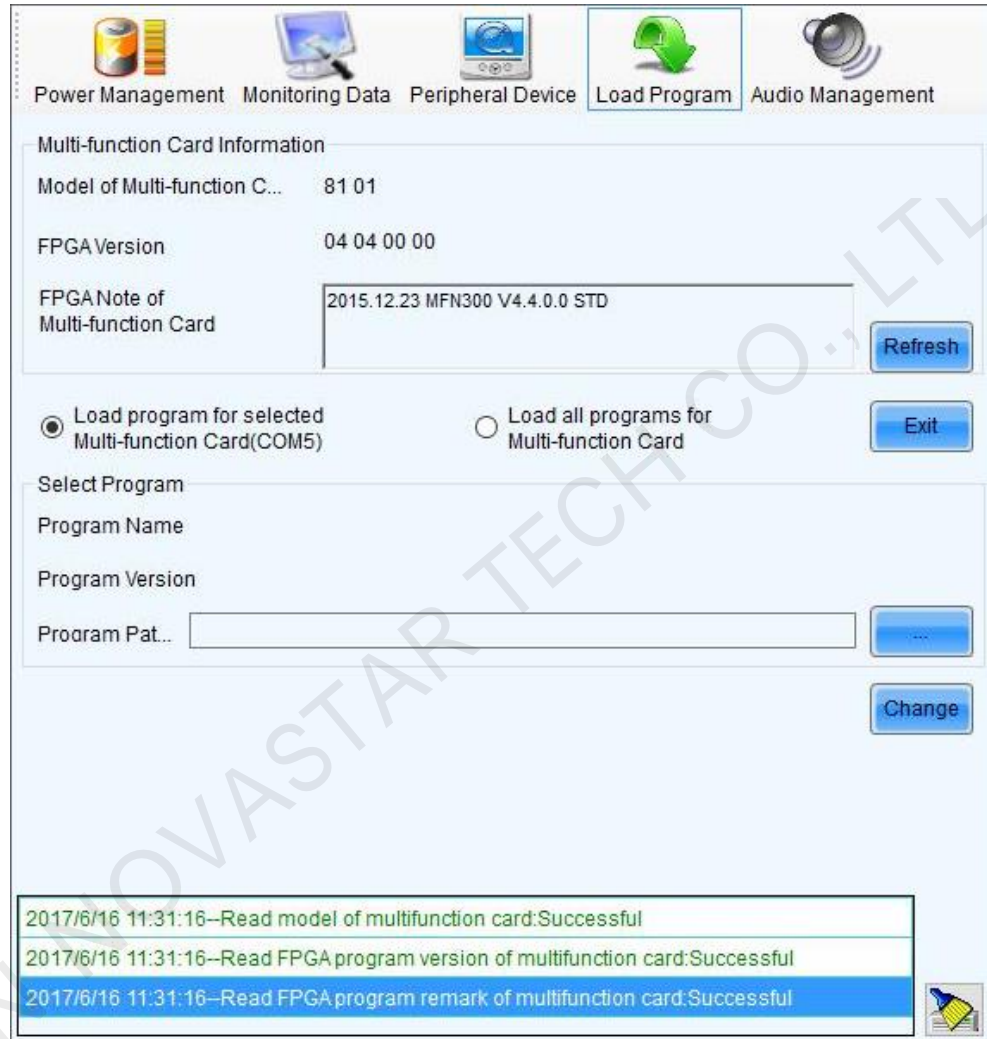 Power Management Monitoring Data Peripheral Device Load Program Audio Management
Multi-function Card Information
Model of Multi-function C... 81 01
FPGA Version 04 04 00 00
FPGA Note of
Multi-function Card
2015.12.23 MFN300 V4.4.0.0 STD
Refresh
Load program for selected
Multi-function Card(COM5)
Load all programs for
Multi-function Card
Exit
Select Program
Program Name
Program Version
Program Pat...
...
Change
2017/6/16 11:31:16--Read model of multifunction card:Successful
2017/6/16 11:31:16--Read FPGA program version of multifunction card:Successful
2017/6/16 11:31:16--Read FPGA program remark of multifunction card:Successful
NOVASTAR TECH CO.,LT